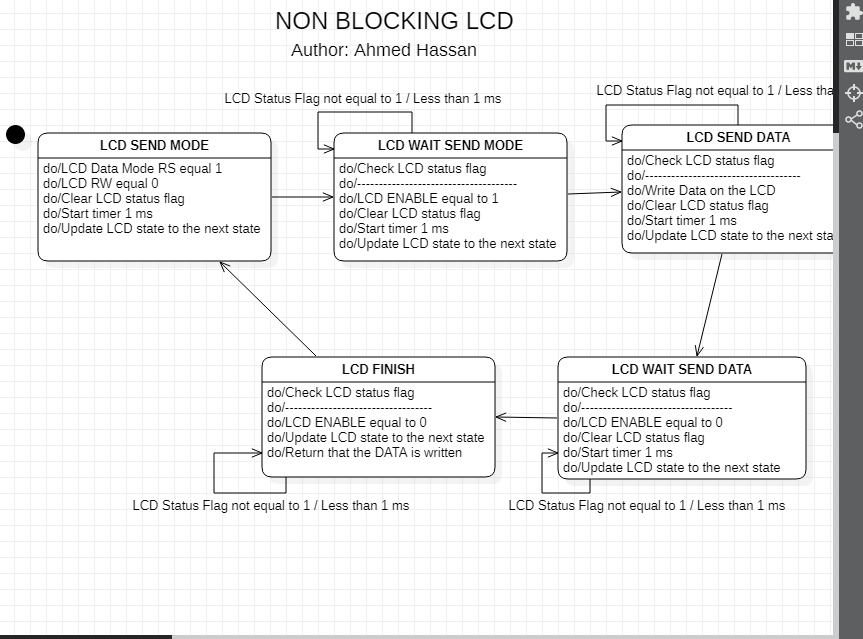 NON BLOCKING LCD
Author: Ahmed Hassan
LCD Status Flag not equal to 1 / Less than 1 ms
LCD Status Flag not equal to 1 / Less tha
LCD SEND MODE
do/LCD Data Mode RS equal 1
do/LCD RW equal 0
do/Clear LCD status flag
do/Start timer 1 ms
do/Update LCD state to the next state
LCD WAIT SEND MODE
do/Check LCD status flag
do/-------------------------------------
do/LCD ENABLE equal to 1
do/Clear LCD status flag
do/Start timer 1 ms
do/Update LCD state to the next state
LCD SEND DATA
do/Check LCD status flag
do/------------------------------------
do/Write Data on the LCD
do/Clear LCD status flag
do/Start timer 1 ms
do/Update LCD state to the next sta
LCD FINISH
do/Check LCD status flag
do/----------------------------------
do/LCD ENABLE equal to 0
do/Update LCD state to the next state
do/Return that the DATA is written
LCD WAIT SEND DATA
do/Check LCD status flag
do/-----------------------------------
do/LCD ENABLE equal to 0
do/Clear LCD status flag
do/Start timer 1 ms
do/Update LCD state to the next state
LCD Status Flag not equal to 1 / Less than 1 ms
LCD Status Flag not equal to 1 / Less than 1 ms
M